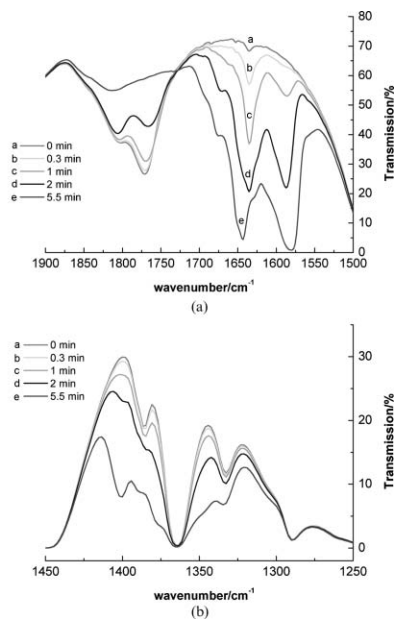 80
70
60
50
40
30
20
10
0
Transmission/%
a
b
c
d
e
a 0 min
b 0.3 min
c 1 min
d 2 min
e 5.5 min
1900 1850 1800 1750 1700 1650 1600 1550 1500
wavenumber/cm-1
(a)
a 0 min
b 0.3 min
c 1 min
d 2 min
e 5.5 min
30
20
10
0
Transmission/%
1450 1400 1350 1300 1250
wavenumber/cm-1
(b)